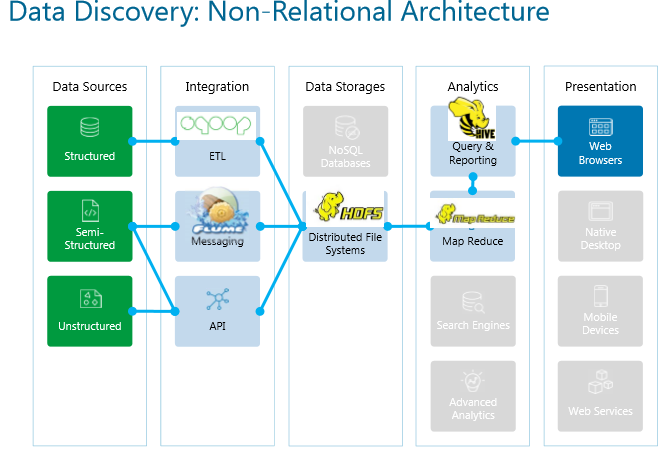 Data Discovery: Non-Relational Architecture
Data Sources
Integration
Data Storages
Analytics
Presentation
Structured
sqoop
ETL
NoSQL
Databases
HIVE
Query &
Reporting
Web
Browsers
Semi-
Structured
FLUME
Messaging
HDFS
Distributed File
Systems
Map Reduce
Map Reduce
Native
Desktop
Unstructured
API
Search Engines
Mobile
Devices
Advanced
Analytics
Web Services